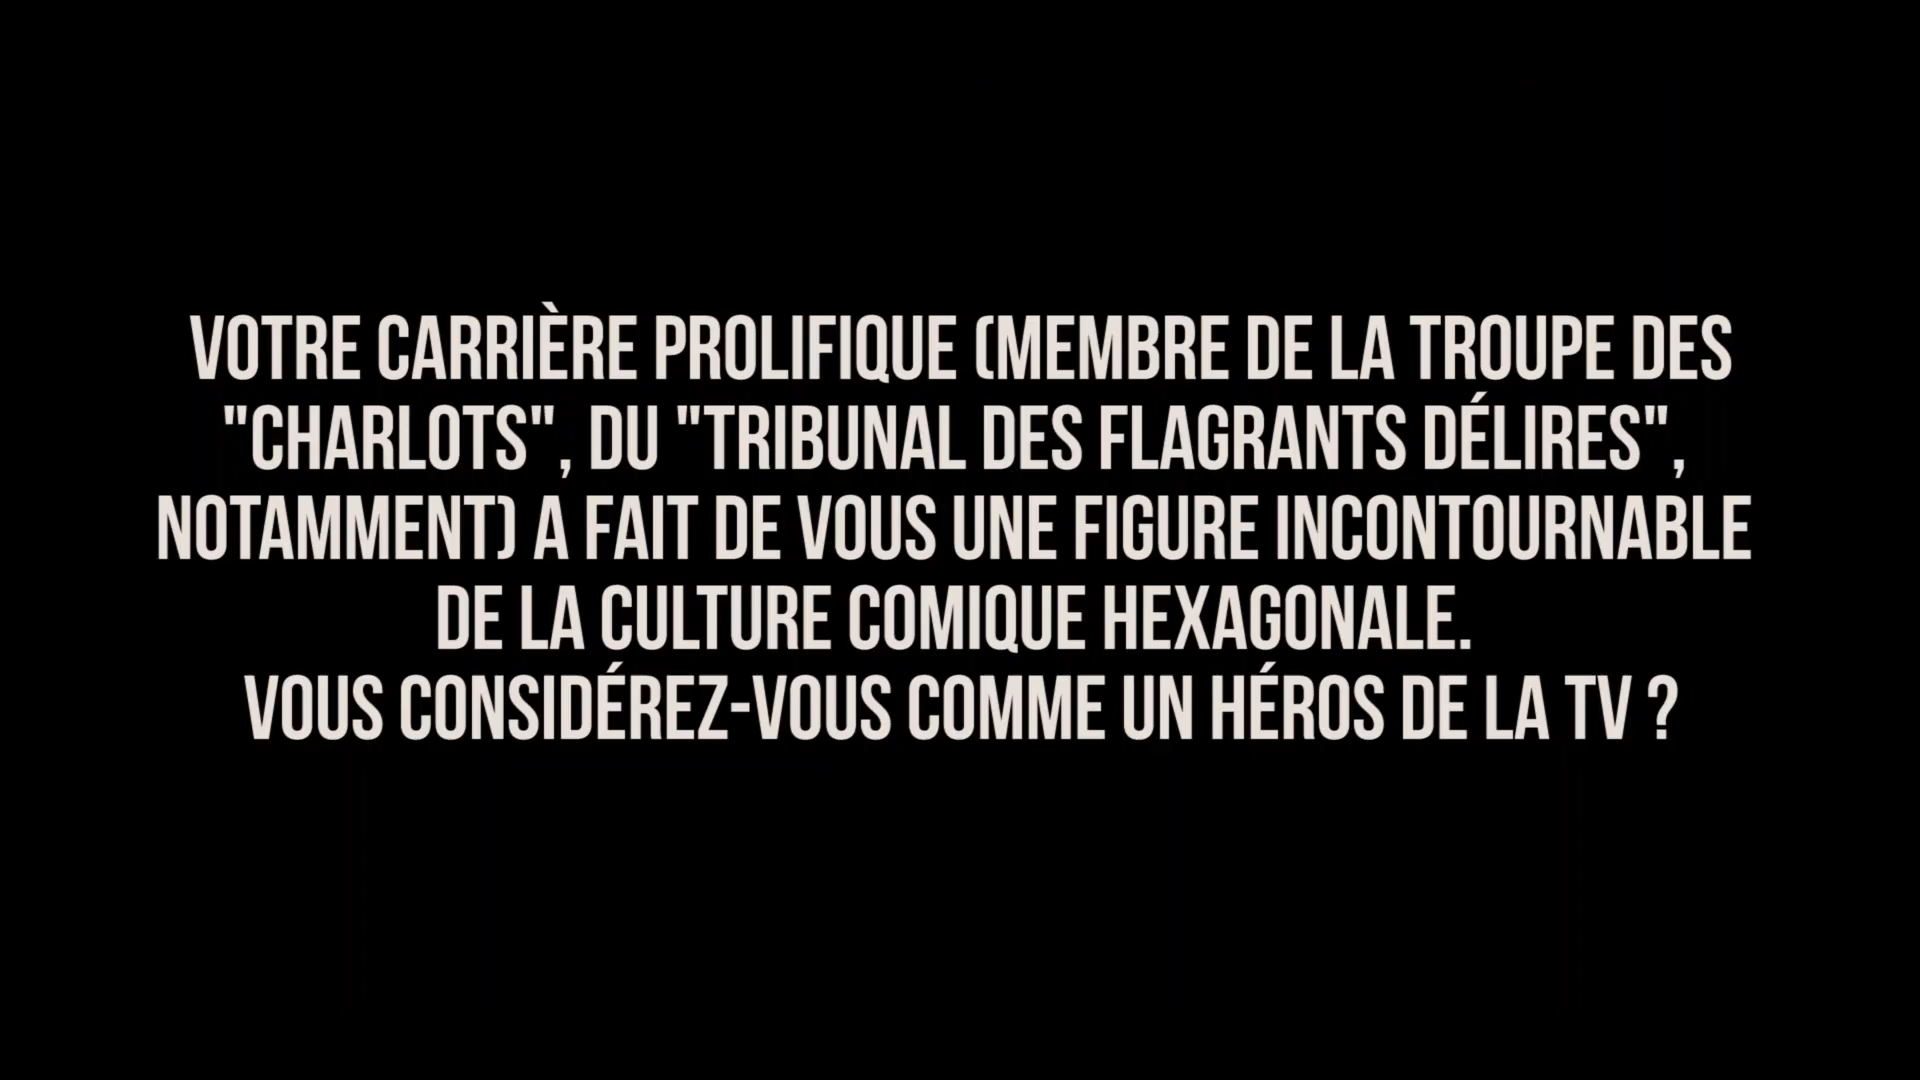 VOTRE CARRIÈRE PROLIFIQUE (MEMBRE DE LA TROUPE DES
"CHARLOTS", DU "TRIBUNAL DES FLAGRANTS DÉLIRES",
NOTAMMENT) A FAIT DE VOUS UNE FIGURE INCONTOURNABLE
DE LA CULTURE COMIQUE HEXAGONALE.
VOUS CONSIDÉREZ-VOUS COMME UN HÉROS DE LA TV ?